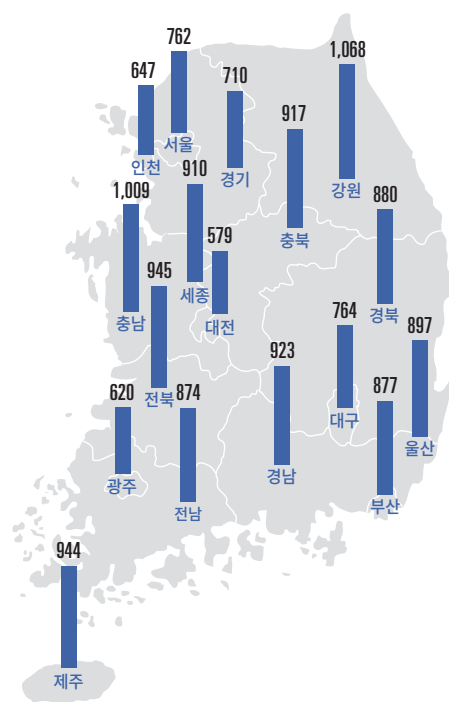 762
서울
1,068
강원
647
인천
710
경기
917
충북
910
세종
1,009
충남
880
경북
579
대전
945
전북
764
대구
897
울산
923
경남
877
부산
620
광주
874
전남
944
제주